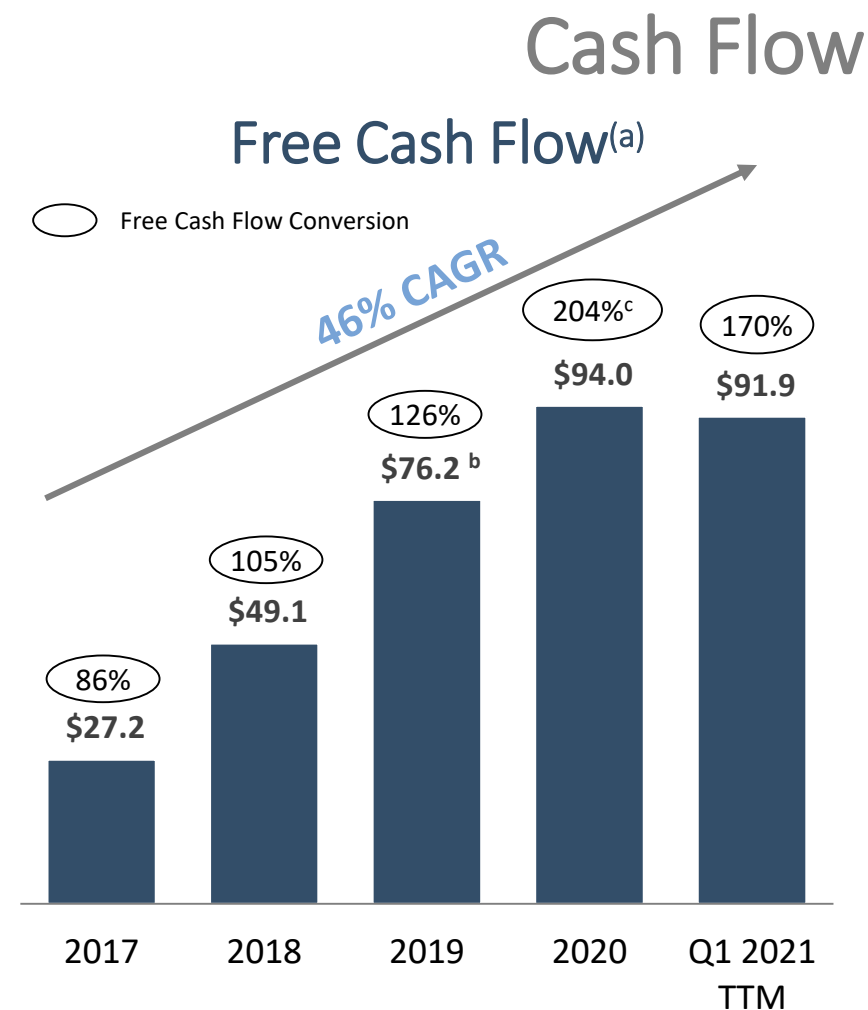 Cash Flow
Free Cash Flow(a)
Free Cash Flow Conversion
46% CAGR
204%c
170%
$94.0
$91.9
126%
$76.2 b
105%
$49.1
86%
$27.2
2017 2018 2019 2020 Q1 2021
TTM